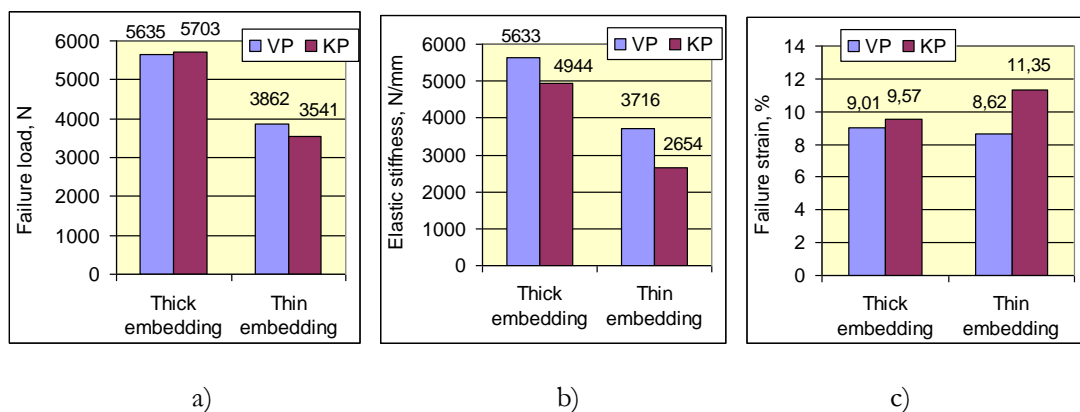 5635
5703
VP KP
6000
5000
4000
3000
2000
1000
0
3862
3541
Failure load, N
Thick
embedding
Thin
embedding
a)
5633
VP KP
6000
5000
4000
3000
2000
1000
0
4944
3716
2654
Elastic stiffness, N/mm
Thick
embedding
Thin
embedding
b)
VP KP
14
12
10
8
6
4
2
0
9,01
9,57
8,62
11,35
Failure strain, %
Thick
embedding
Thin
embedding
c)